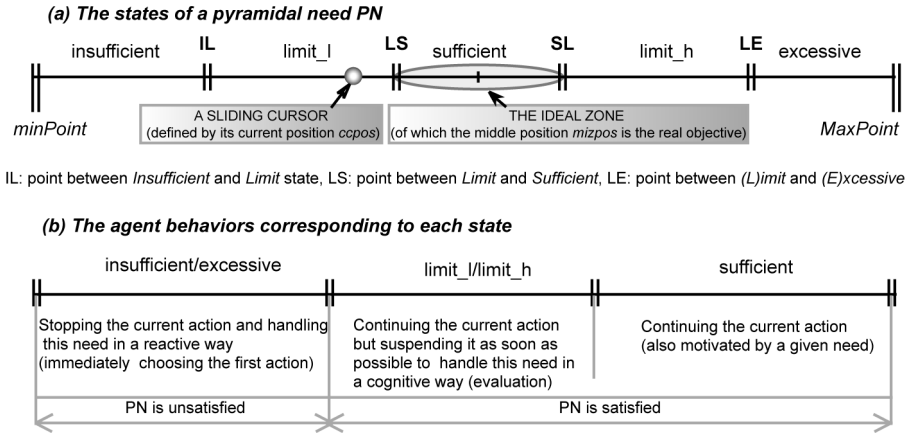 (a) The states of a pyramidal need PN
insufficient IL limit_l LS sufficient SL limit_h LE excessive
minPoint
A SLIDING CURSOR
(defined by its current position ccpos)
THE IDEAL ZONE
(of which the middle position mizpos is the real objective)
MaxPoint
IL: point between Insufficient and Limit state, LS: point between Limit and Sufficient, LE: point between (L)imit and (E)xcessive
(b) The agent behaviors corresponding to each state
insufficient/excessive limit_l/limit_h sufficient
Stopping the current action and handling
this need in a reactive way
(immediately choosing the first action)
Continuing the current action
but suspending it as soon as
possible to handle this need in
a cognitive way (evaluation)
Continuing the current action
(also motivated by a given need)
PN is unsatisfied PN is satisfied